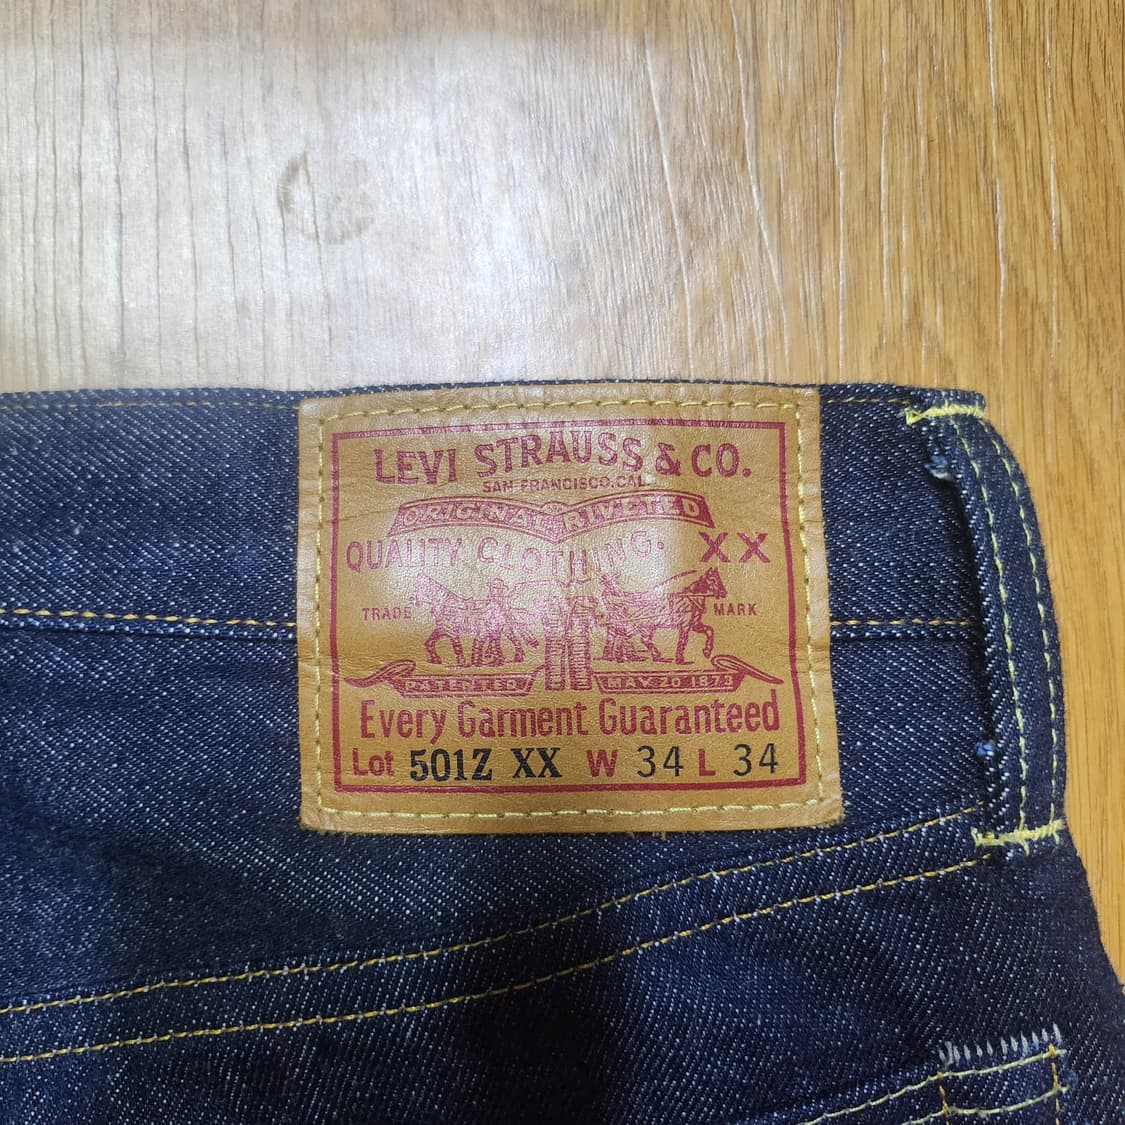 LEVI STRAUSS & CO.
SAN FRANCISCO, CAL.
ORIGINAL RIVETED
QUALITY CLOTHING. XX
TRADE MARK
PATENTED MAY 20 1873
Every Garment Guaranteed
Lot 501Z XX W 34 L 34